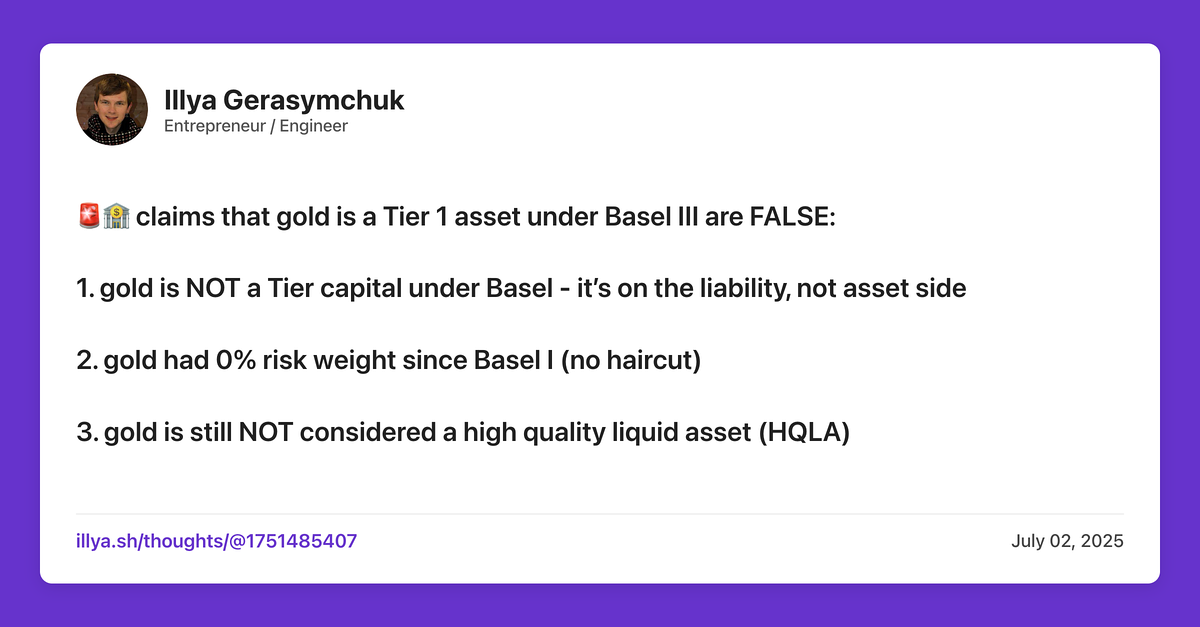 Illya Gerasymchuk
Entrepreneur / Engineer
🚨🏦 claims that gold is a Tier 1 asset under Basel III are FALSE:
1. gold is NOT a Tier capital under Basel - it’s on the liability, not asset side
2. gold had 0% risk weight since Basel I (no haircut)
3. gold is still NOT considered a high quality liquid asset (HQLA)
illya.sh/thoughts/@1751485407
July 02, 2025